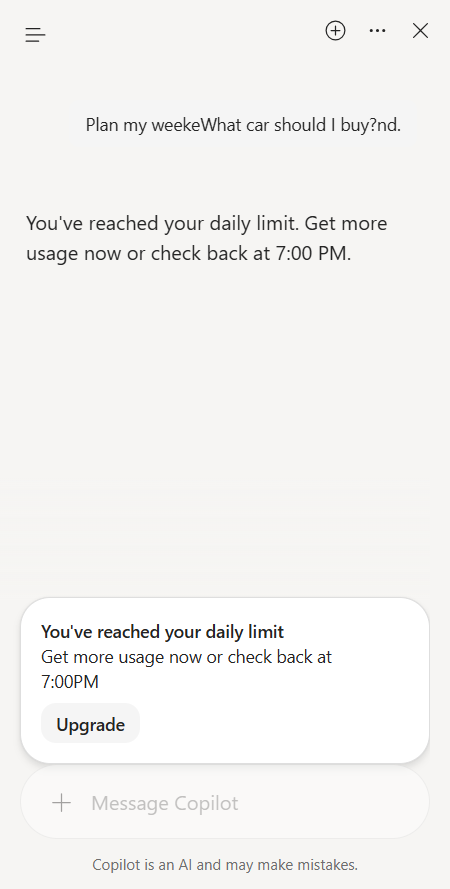 Plan my weekeWhat car should I buy?nd.
You've reached your daily limit. Get more
usage now or check back at 7:00 PM.
You've reached your daily limit
Get more usage now or check back at
7:00PM
Upgrade
Message Copilot
Copilot is an AI and may make mistakes.